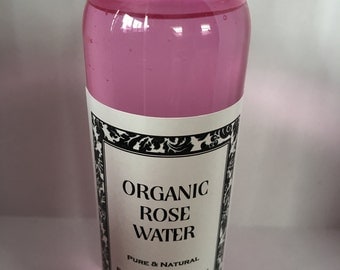 ORGANIC
ROSE
WATER
PURE & NATURAL